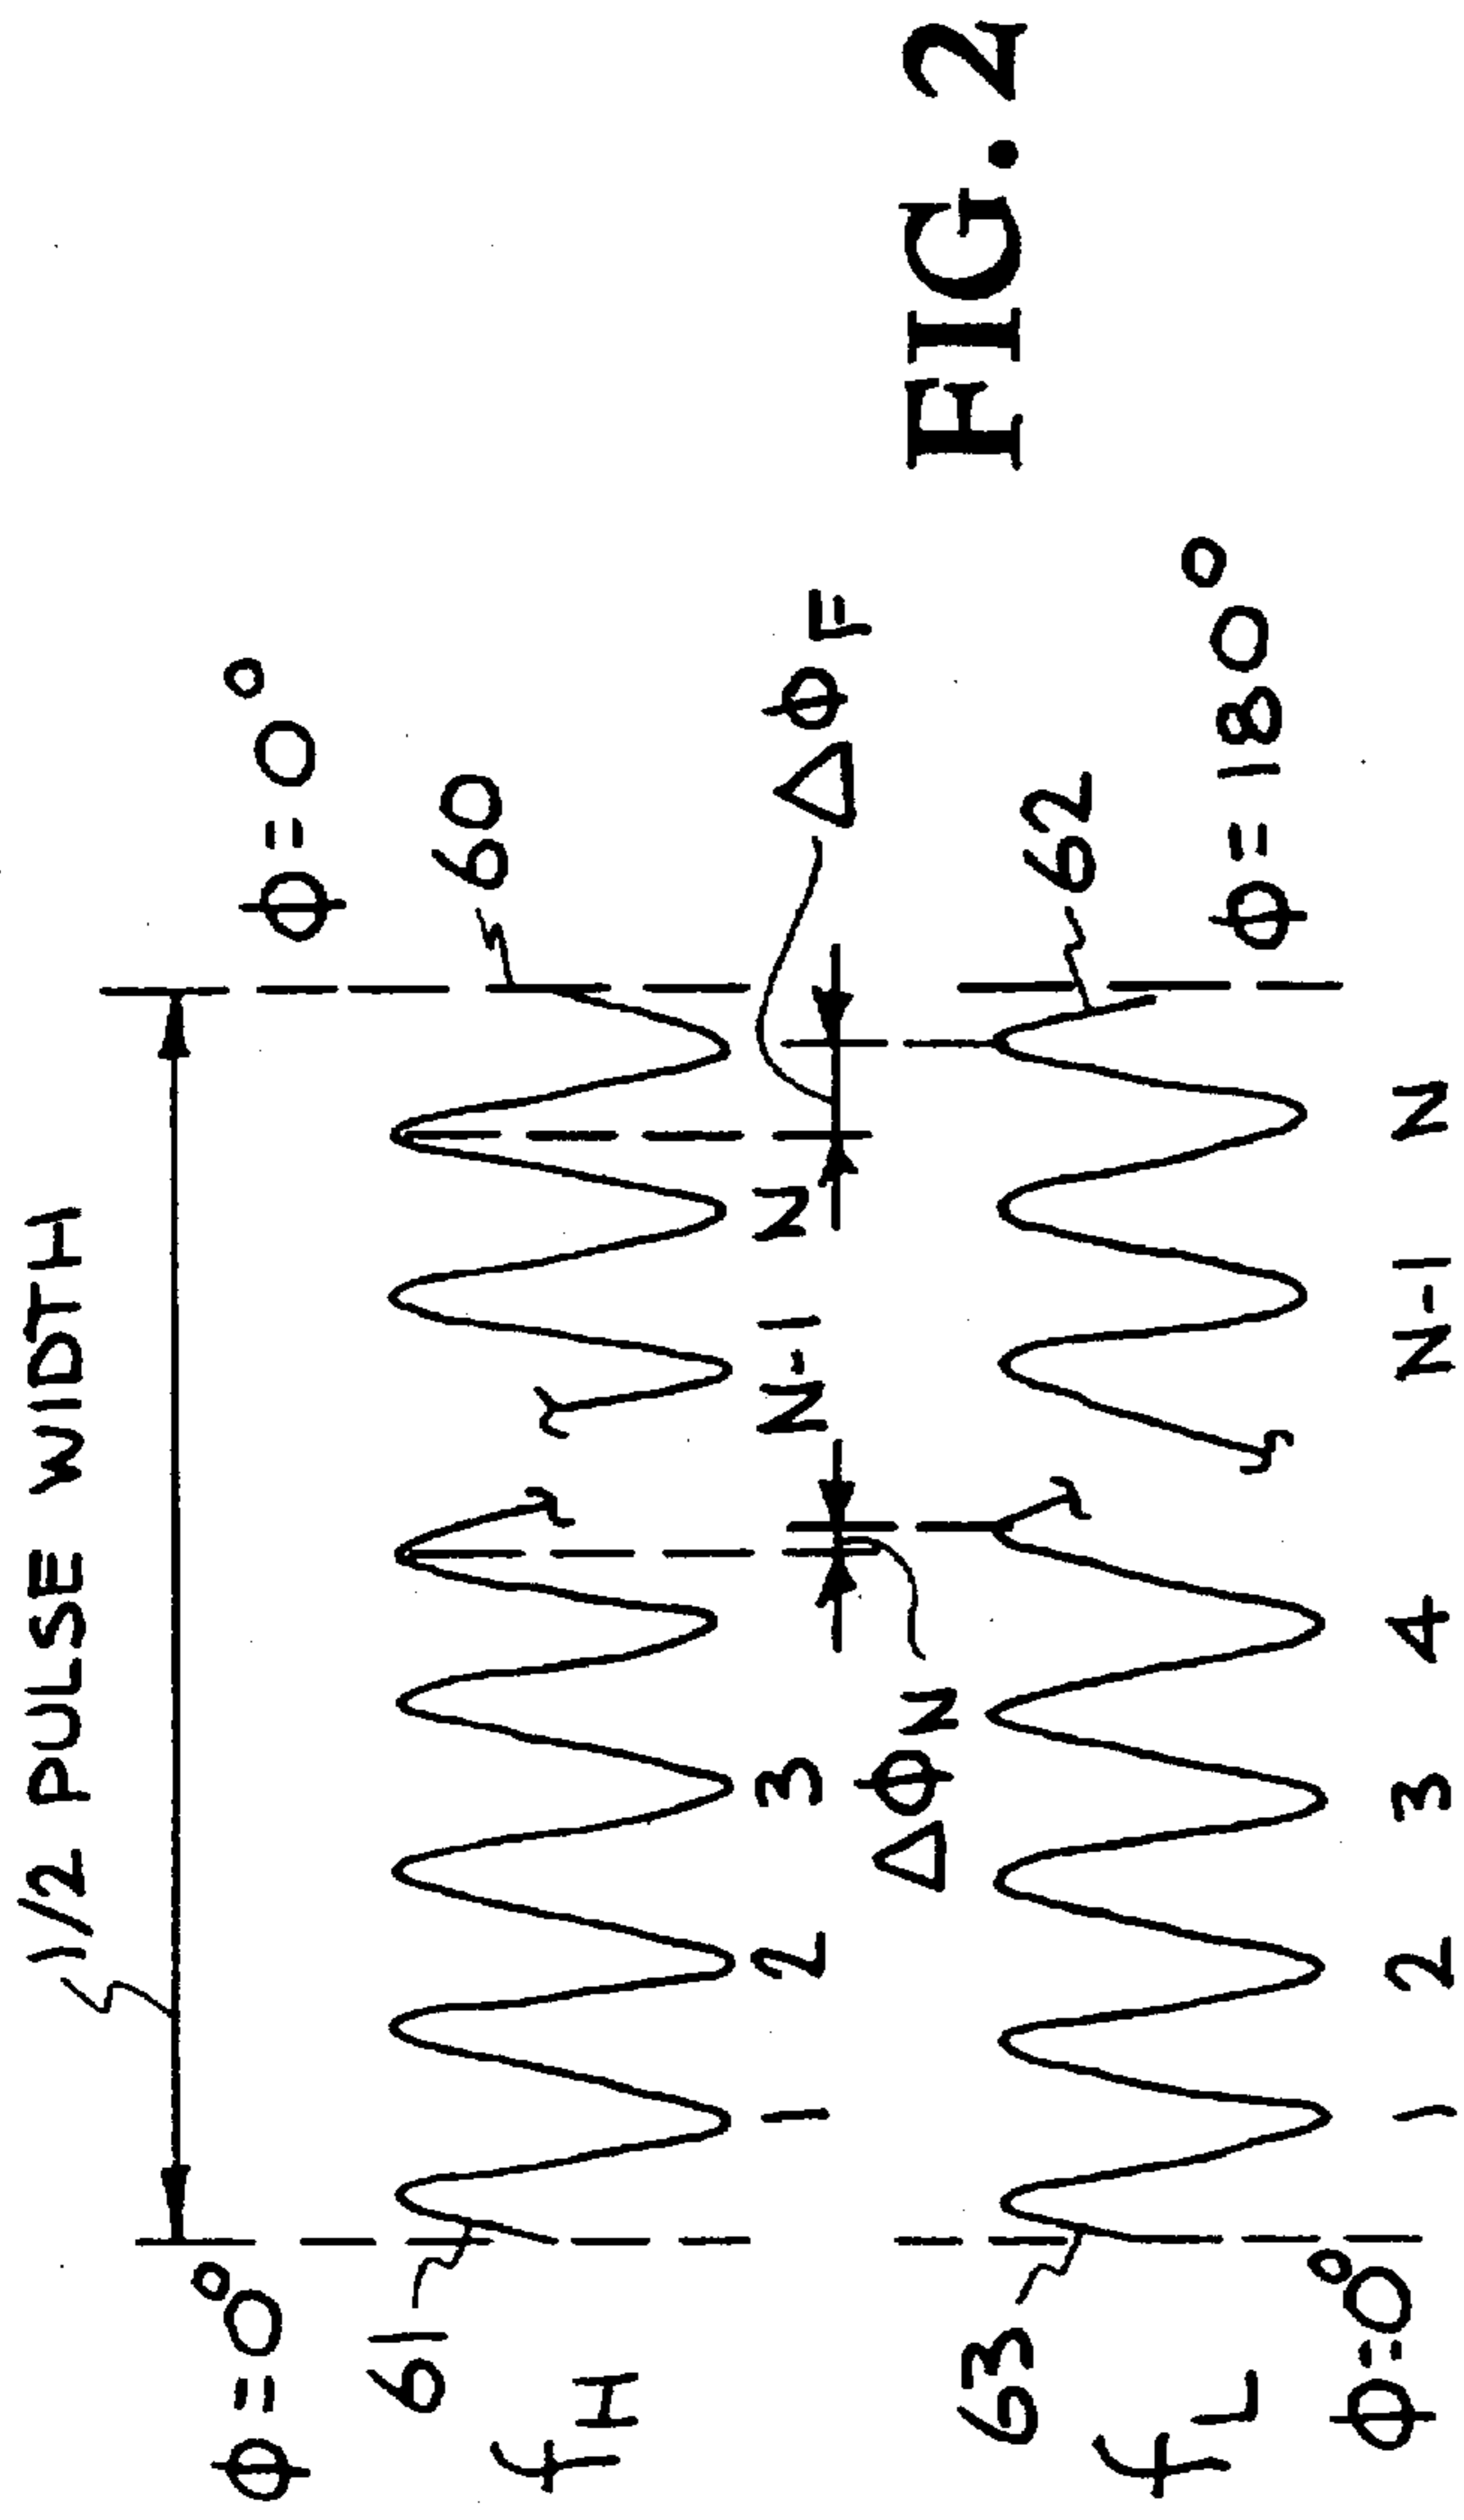 1/2 PULSE WIDTH
ϕ=0° ϕ=0°
61 60
fH
1 2 3 N-1 N
ΔϕN ΔϕF
63 62
fL
ϕ=0° ϕ=180°
1 2 3 4 N-1 N
FIG. 2